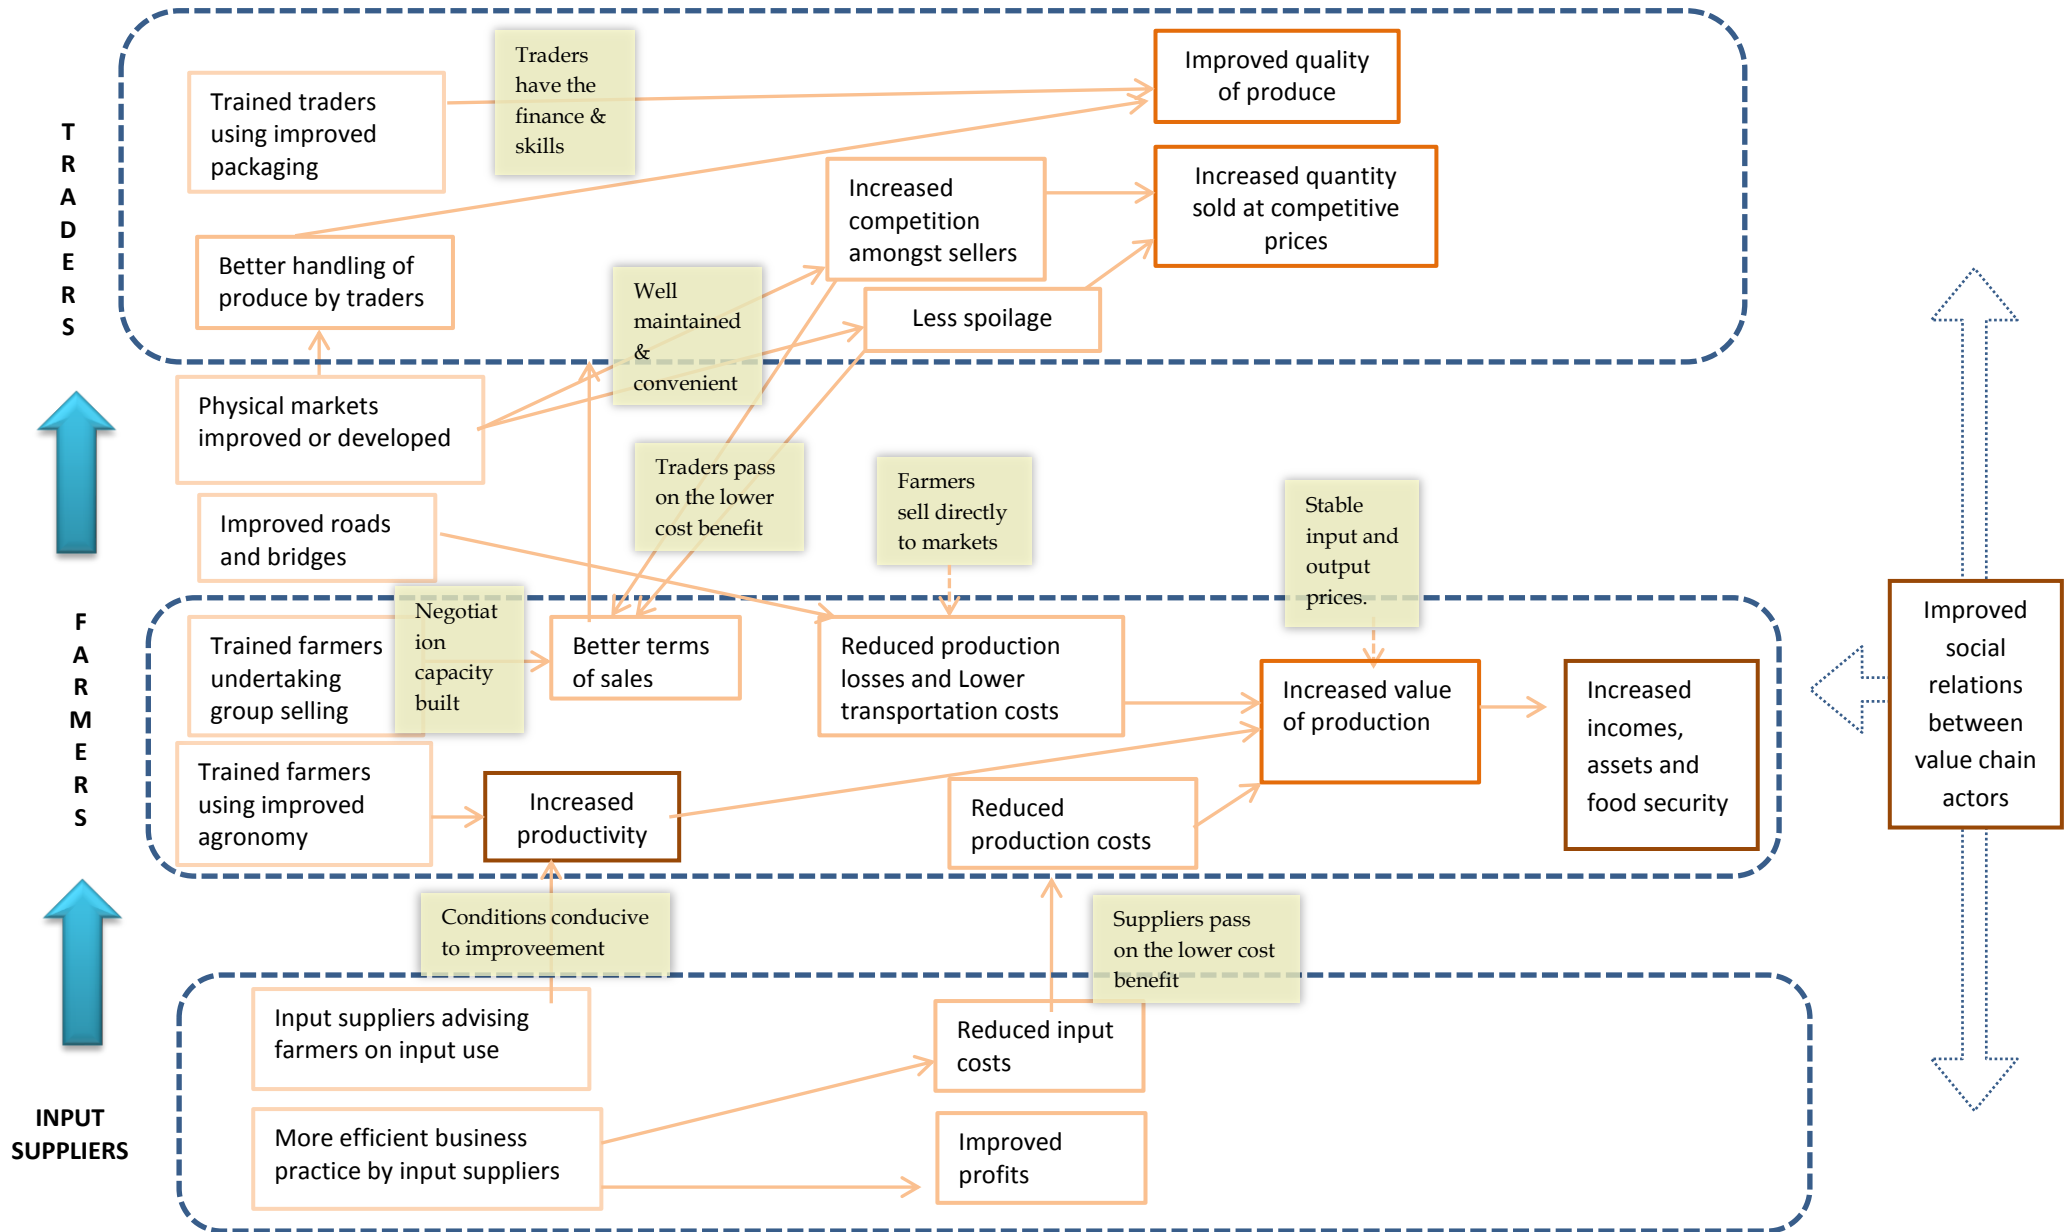 TRADERS
Trained traders
using improved
packaging
Traders
have the
finance &
skills
Improved quality
of produce
Increased
competition
amongst sellers
Increased quantity
sold at competitive
prices
Better handling of
produce by traders
Well
maintained
&
convenient
Less spoilage
Physical markets
improved or developed
Improved roads
and bridges
Traders pass
on the lower
cost benefit
Farmers
sell directly
to markets
Stable
input and
output
prices.
FARMERS
Trained farmers
undertaking
group selling
Negotiat
ion
capacity
built
Better terms
of sales
Reduced production
losses and Lower
transportation costs
Increased value
of production
Increased
incomes,
assets and
food security
Improved
social
relations
between
value chain
actors
Trained farmers
using improved
agronomy
Increased
productivity
Reduced
production costs
Conditions conducive
to improveement
Suppliers pass
on the lower cost
benefit
INPUT
SUPPLIERS
Input suppliers advising
farmers on input use
Reduced input
costs
More efficient business
practice by input suppliers
Improved
profits